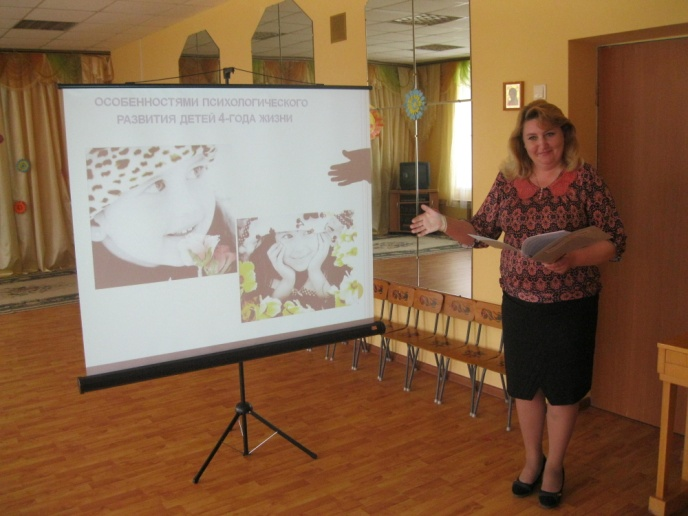 ОСОБЕННОСТЯМИ ПСИХОЛОГИЧЕСКОГО
РАЗВИТИЯ ДЕТЕЙ 4-ГОДА ЖИЗНИ